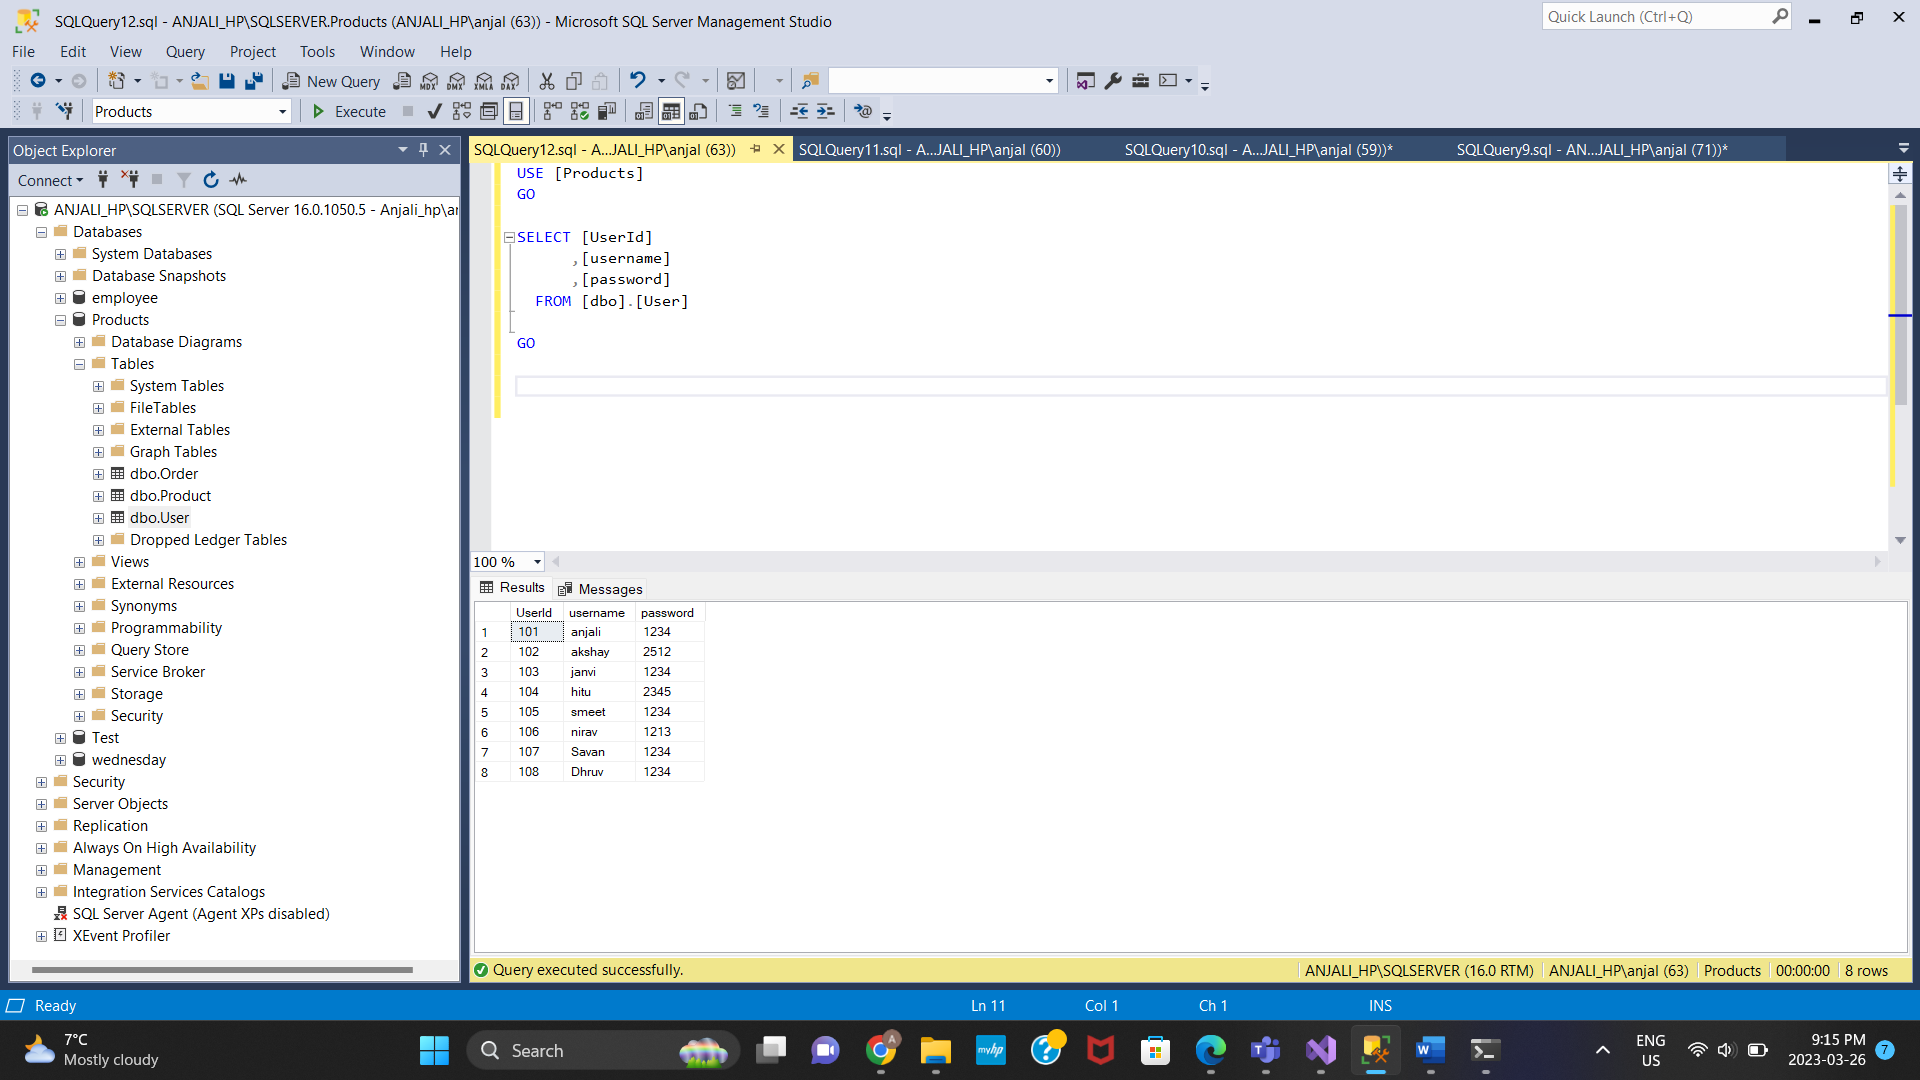 SQLQuery12.sql - ANJALI_HP\SQLSERVER.Products (ANJALI_HP\anjal (63)) - Microsoft SQL Server Management Studio
Quick Launch (Ctrl+Q)
File Edit View Query Project Tools Window Help
New Query
MDX DMX XMLA DAX
Products
Execute
Object Explorer
SQLQuery12.sql - A...JALI_HP\anjal (63))
SQLQuery11.sql - A...JALI_HP\anjal (60))
SQLQuery10.sql - A...JALI_HP\anjal (59))*
SQLQuery9.sql - AN...JALI_HP\anjal (71))*
Connect
ANJALI_HP\SQLSERVER (SQL Server 16.0.1050.5 - Anjali_hp\an
Databases
System Databases
Database Snapshots
employee
Products
Database Diagrams
Tables
System Tables
FileTables
External Tables
Graph Tables
dbo.Order
dbo.Product
dbo.User
Dropped Ledger Tables
Views
External Resources
Synonyms
Programmability
Query Store
Service Broker
Storage
Security
Test
wednesday
Security
Server Objects
Replication
Always On High Availability
Management
Integration Services Catalogs
SQL Server Agent (Agent XPs disabled)
XEvent Profiler
USE [Products]
GO
SELECT [UserId]
,[username]
,[password]
FROM [dbo].[User]
GO
100 %
Results Messages
UserId username password
1 101 anjali 1234
2 102 akshay 2512
3 103 janvi 1234
4 104 hitu 2345
5 105 smeet 1234
6 106 nirav 1213
7 107 Savan 1234
8 108 Dhruv 1234
Query executed successfully.
ANJALI_HP\SQLSERVER (16.0 RTM) ANJALI_HP\anjal (63) Products 00:00:00 8 rows
Ready
Ln 11 Col 1 Ch 1 INS
7°C
Mostly cloudy
Search
A
myhp
?
W
ENG
US
9:15 PM
2023-03-26
7